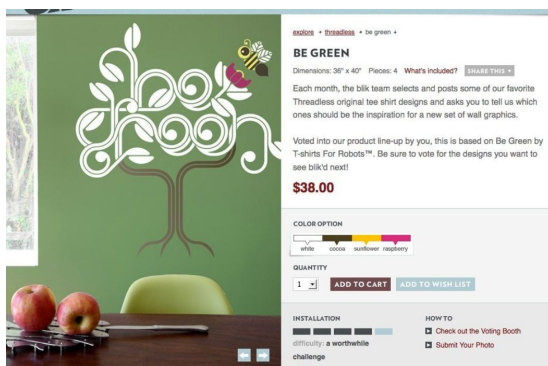 be
green
explore • threadless • be green •
BE GREEN
Dimensions: 36" x 40" Pieces: 4 What's included? SHARE THIS
Each month, the blik team selects and posts some of our favorite
Threadless original tee shirt designs and asks you to tell us which
ones should be the inspiration for a new set of wall graphics.
Voted into our product line-up by you, this is based on Be Green by
T-shirts For Robots™. Be sure to vote for the designs you want to
see blik'd next!
$38.00
COLOR OPTION
white cocoa sunflower raspberry
QUANTITY
1 ADD TO CART ADD TO WISH LIST
INSTALLATION
difficulty: a worthwhile
challenge
HOW TO
Check out the Voting Booth
Submit Your Photo